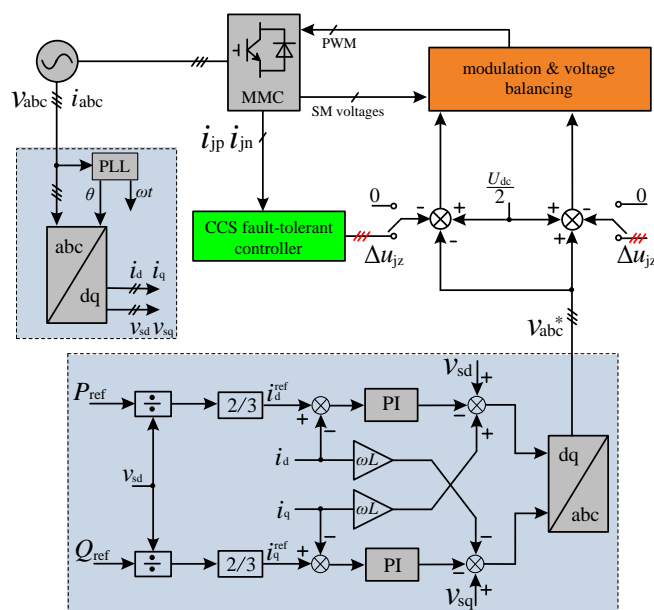 PWM
modulation & voltage
balancing
MMC
SM voltages
v_abc i_abc
i_jp i_jn
PLL
θ
ωt
abc
dq
i_d i_q
v_sd v_sq
CCS fault-tolerant
controller
0
Δu_jz
-
+
U_dc
2
+
-
-
+
0
Δu_jz
v_abc*
v_sd
+
P_ref
÷
2/3
i_d^ref
+
−
PI
−
+
i_d
ωL
v_sd
i_q
ωL
dq
abc
Q_ref
÷
2/3
i_q^ref
+
−
PI
−
−
+
v_sq